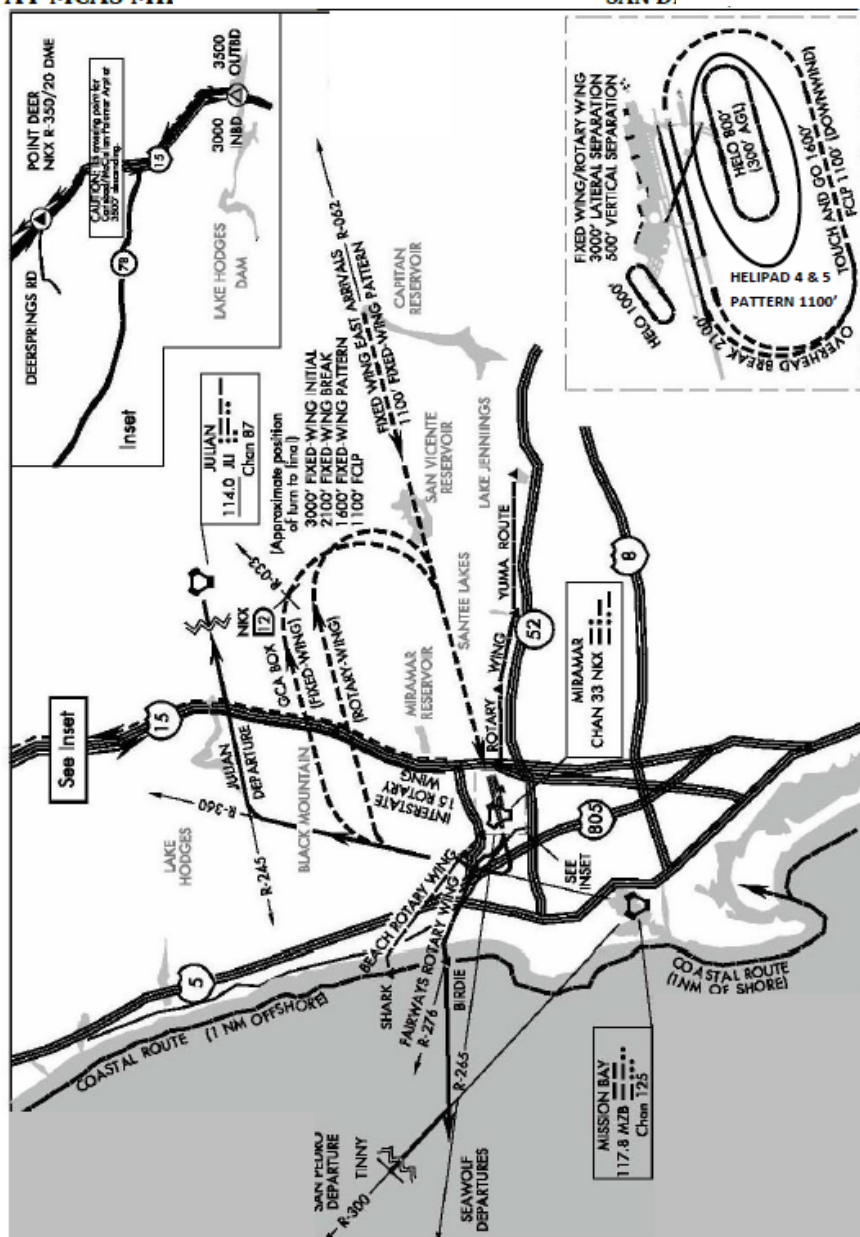 AT MCAS MII
SAN DI
POINT DEER
NKX R-350/20 DME
DEERSPRINGS RD
CAUTION:
15
78
3000
INBD
3500
OUTBD
LAKE HODGES
DAM
Inset
FIXED WING/ROTARY WING
3000' LATERAL SEPARATION
500' VERTICAL SEPARATION
HELO 1000'
HELO 800'
(300' AGL)
HELIPAD 4 & 5
PATTERN 1100'
TOUCH AND GO 1600'
FCLP 1100' (DOWNWIND)
OVERHEAD BREAK 2100'
JULIAN
114.0 JLI
Chan 87
See Inset
15
NKX
12
R-033
(Approximate position
of turn to final)
3000' FIXED-WING INITIAL
2100' FIXED-WING BREAK
1600' FIXED-WING PATTERN
1100' FCLP
FIXED WING EAST ARRIVALS R-062
1100' FIXED-WING PATTERN
CAPITAN
RESERVOIR
SAN VICENTE
RESERVOIR
LAKE JENNINGS
GCA BOX
(FIXED-WING)
(ROTARY-WING)
JULIAN
DEPARTURE
R-360
R-245
LAKE
HODGES
BLACK MOUNTAIN
INTERSTATE
15 ROTARY
WING
MIRAMAR
RESERVOIR
SANTEE LAKES
ROTARY WING
YUMA ROUTE
52
8
MIRAMAR
CHAN 33 NKX
805
SEE
INSET
5
COASTAL ROUTE (1 NM OFFSHORE)
SHARK
BEACH ROTARY WING
FAIRWAYS ROTARY WING
R-276
BIRDIE
R-265
COASTAL ROUTE
(1NM OF SHORE)
MISSION BAY
117.8 MZB
Chan 125
SAN PEDRO
DEPARTURE
TINNY
R-300
SEAWOLF
DEPARTURES